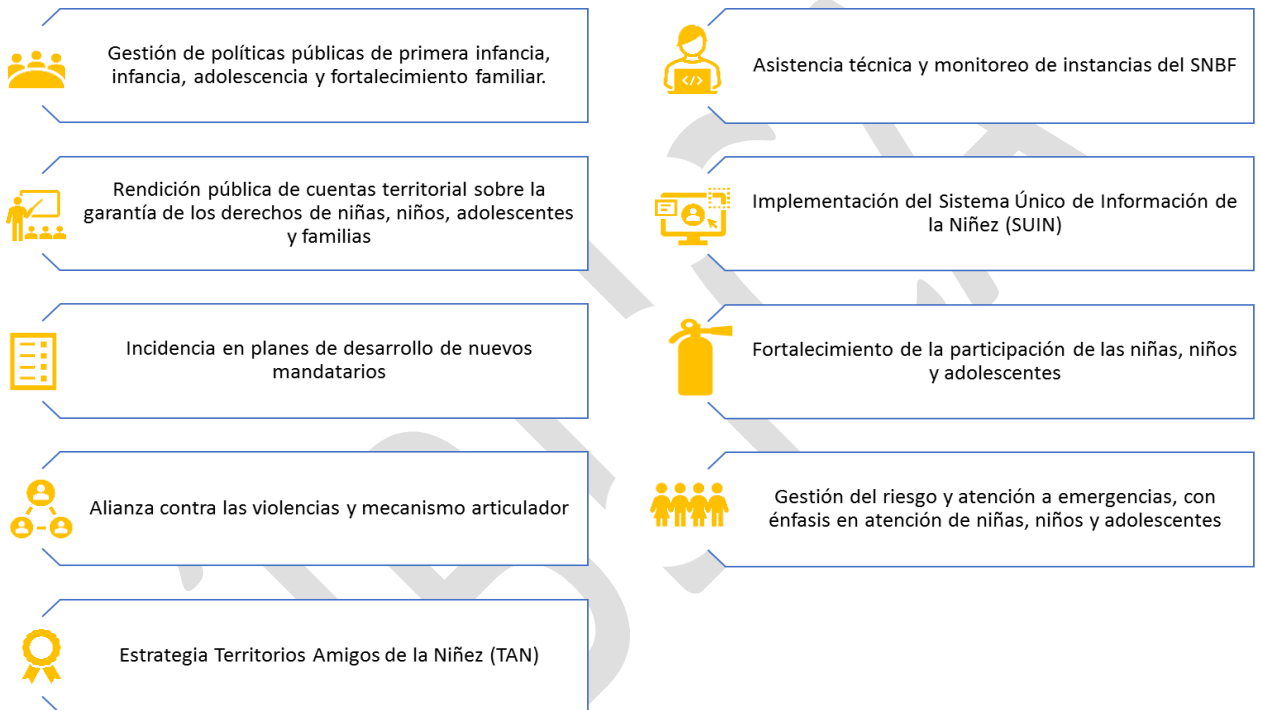 Gestión de políticas públicas de primera infancia,
infancia, adolescencia y fortalecimiento familiar.
Rendición pública de cuentas territorial sobre la
garantía de los derechos de niñas, niños, adolescentes
y familias
Incidencia en planes de desarrollo de nuevos
mandatarios
Alianza contra las violencias y mecanismo articulador
Estrategia Territorios Amigos de la Niñez (TAN)
Asistencia técnica y monitoreo de instancias del SNBF
Implementación del Sistema Único de Información de
la Niñez (SUIN)
Fortalecimiento de la participación de las niñas, niños
y adolescentes
Gestión del riesgo y atención a emergencias, con
énfasis en atención de niñas, niños y adolescentes